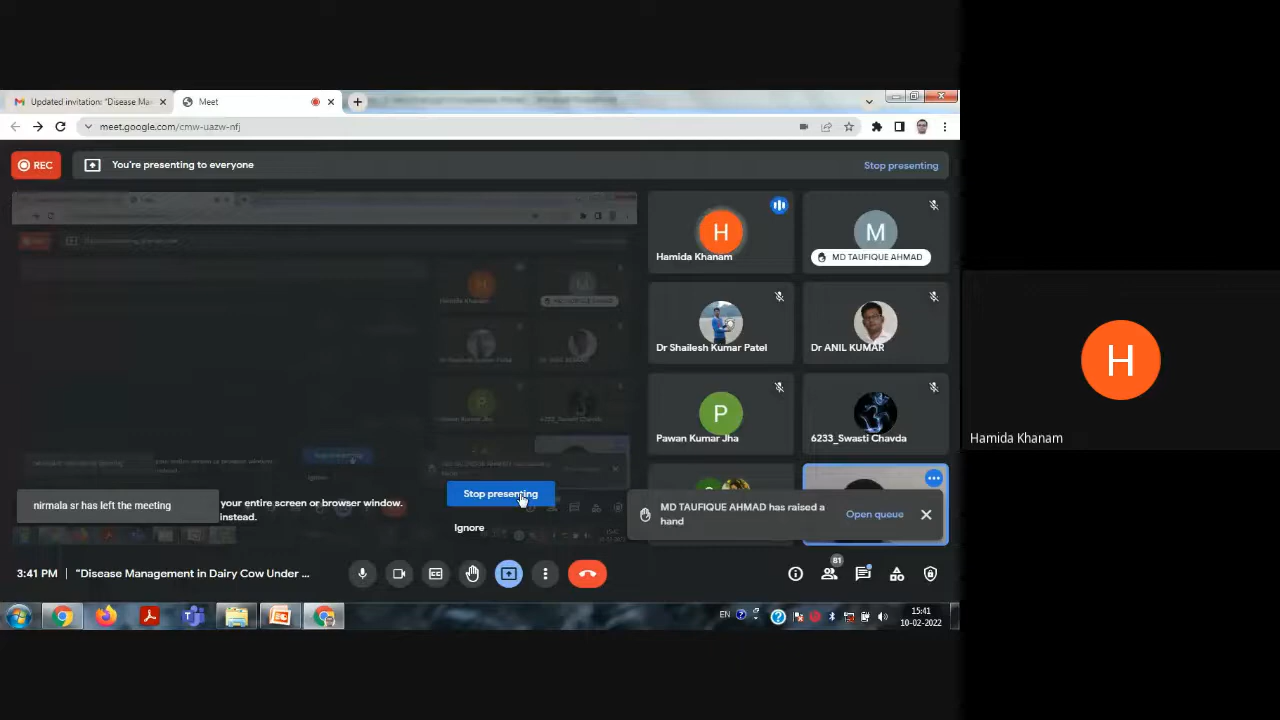 Updated invitation: "Disease Ma
Meet
meet.google.com/cmw-uazw-nfj
REC
You're presenting to everyone
Stop presenting
H
Hamida Khanam
M
MD TAUFIQUE AHMAD
Dr Shailesh Kumar Patel
Dr ANIL KUMAR
P
Pawan Kumar Jha
6233_Swasti Chavda
H
Hamida Khanam
nirmala sr has left the meeting
your entire screen or browser window.
instead.
Stop presenting
Ignore
MD TAUFIQUE AHMAD has raised a
hand
Open queue
3:41 PM | "Disease Management in Dairy Cow Under ...
81
EN
15:41
10-02-2022